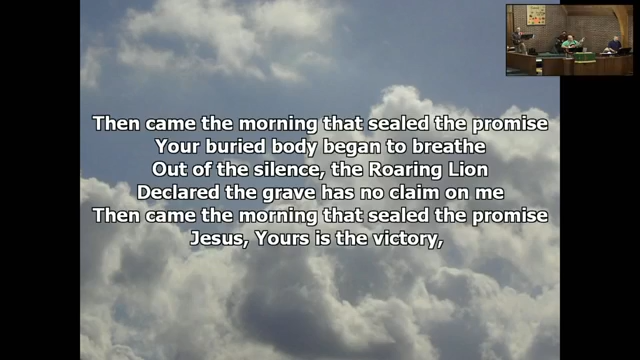 Then came the morning that sealed the promise
Your buried body began to breathe
Out of the silence, the Roaring Lion
Declared the grave has no claim on me
Then came the morning that sealed the promise
Jesus, Yours is the victory,